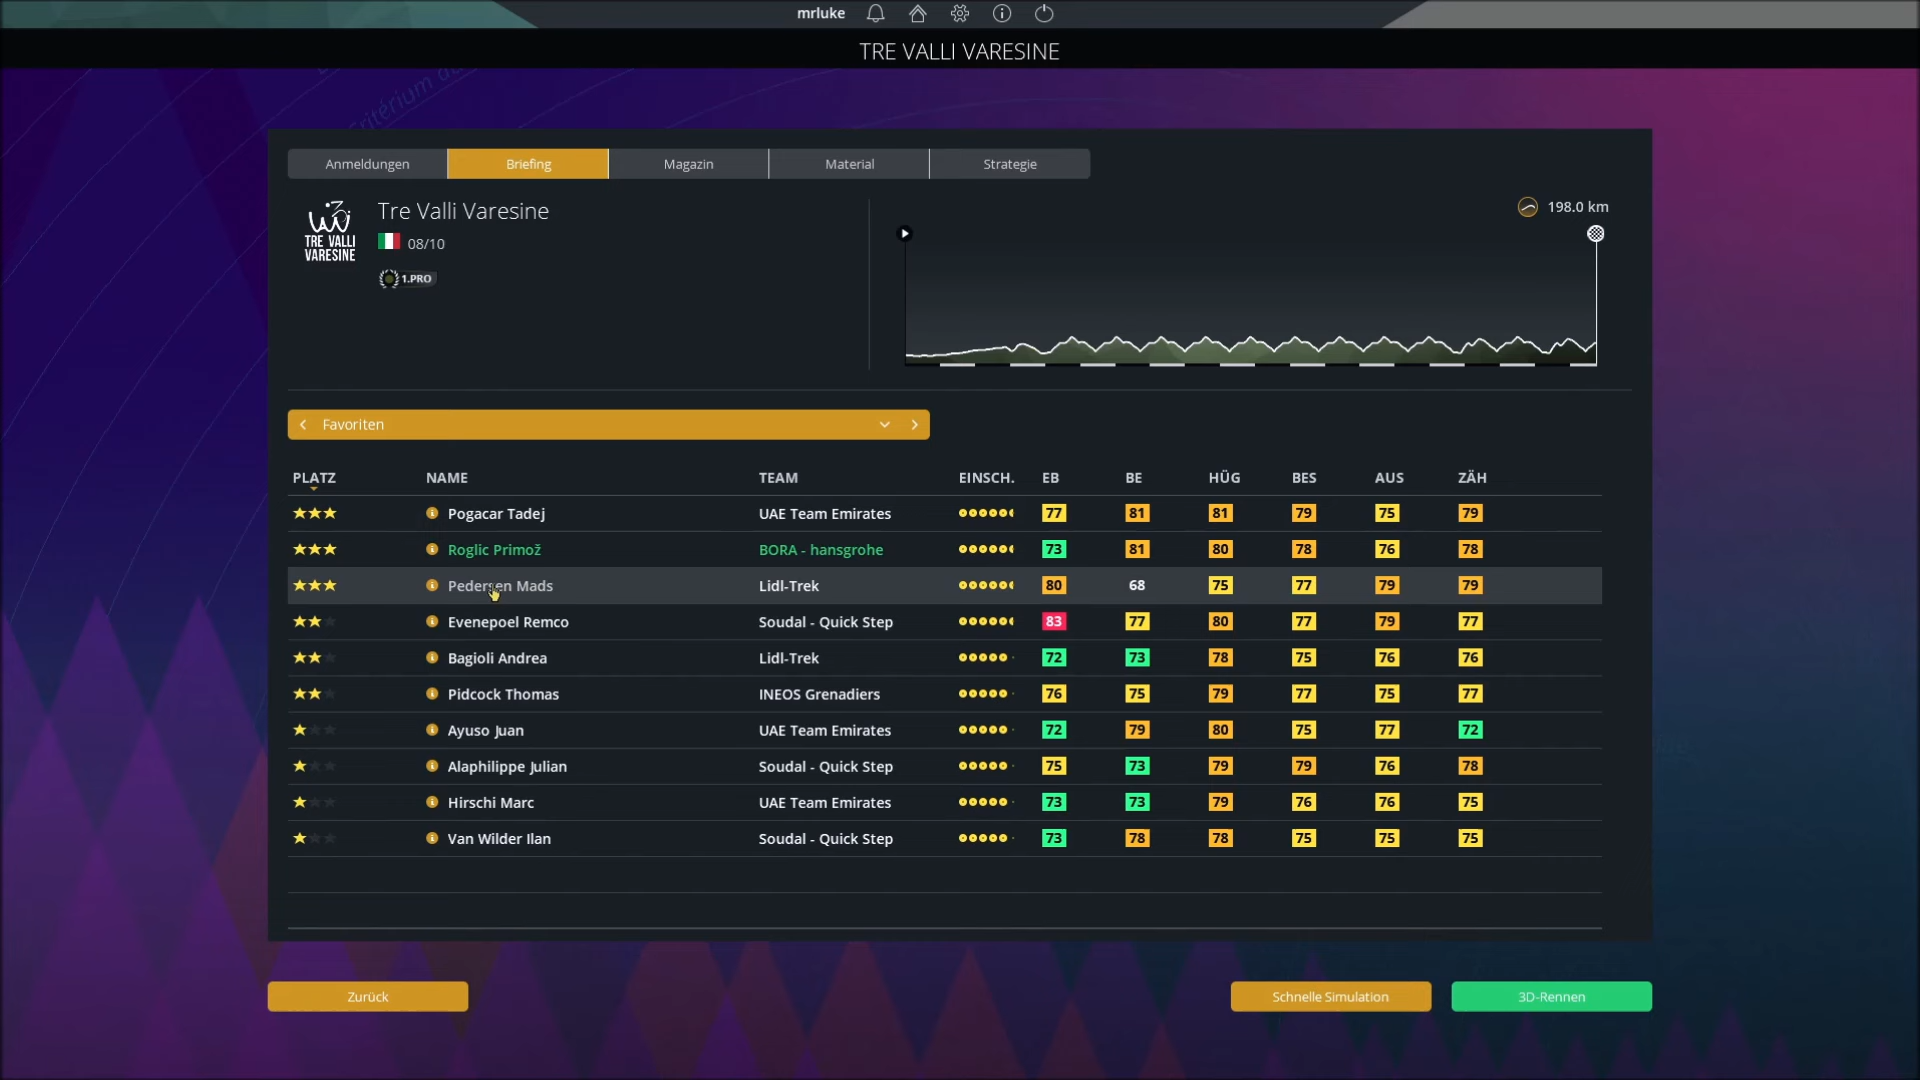 mrluke
TRE VALLI VARESINE
Anmeldungen Briefing Magazin Material Strategie
TRE VALLI VARESINE
Tre Valli Varesine
08/10
1.PRO
198.0 km
Favoriten
PLATZ NAME TEAM EINSCH. EB BE HÜG BES AUS ZÄH
Pogacar Tadej UAE Team Emirates 77 81 81 79 75 79
Roglic Primož BORA - hansgrohe 73 81 80 78 76 78
Pedersen Mads Lidl-Trek 80 68 75 77 79 79
Evenepoel Remco Soudal - Quick Step 83 77 80 77 79 77
Bagioli Andrea Lidl-Trek 72 73 78 75 76 76
Pidcock Thomas INEOS Grenadiers 76 75 79 77 75 77
Ayuso Juan UAE Team Emirates 72 79 80 75 77 72
Alaphilippe Julian Soudal - Quick Step 75 73 79 79 76 78
Hirschi Marc UAE Team Emirates 73 73 79 76 76 75
Van Wilder Ilan Soudal - Quick Step 73 78 78 75 75 75
Zurück Schnelle Simulation 3D-Rennen